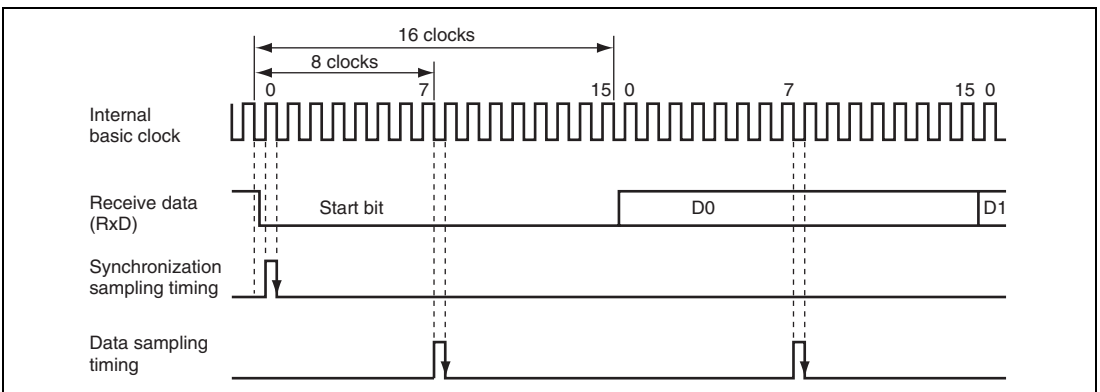 16 clocks
8 clocks
0 7 15 0 7 15 0
Internal
basic clock
Receive data
(RxD)
Start bit D0 D1
Synchronization
sampling timing
Data sampling
timing